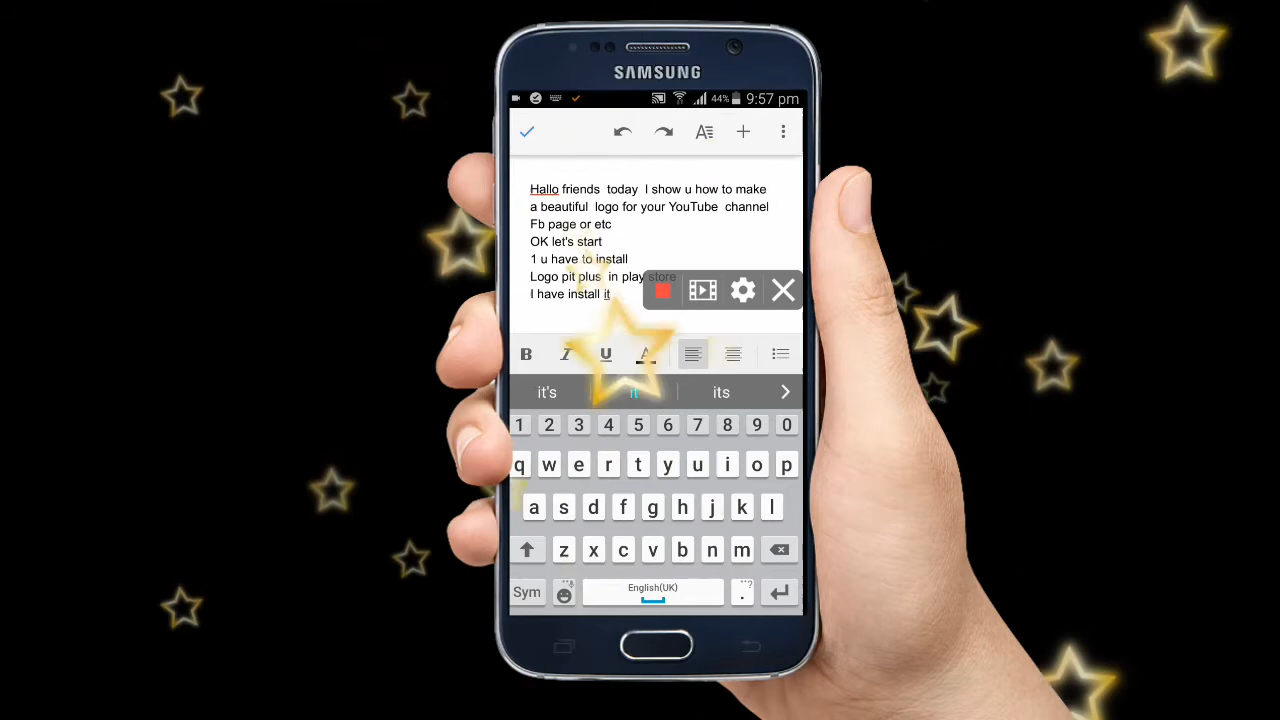 SAMSUNG
44% 9:57 pm
A
Hallo friends today I show u how to make
a beautiful logo for your YouTube channel
Fb page or etc
OK let's start
1 u have to install
Logo pit plus in play store
I have install it
B I U A
it's it its
1 2 3 4 5 6 7 8 9 0
q w e r t y u i o p
a s d f g h j k l
z x c v b n m
Sym English(UK) .